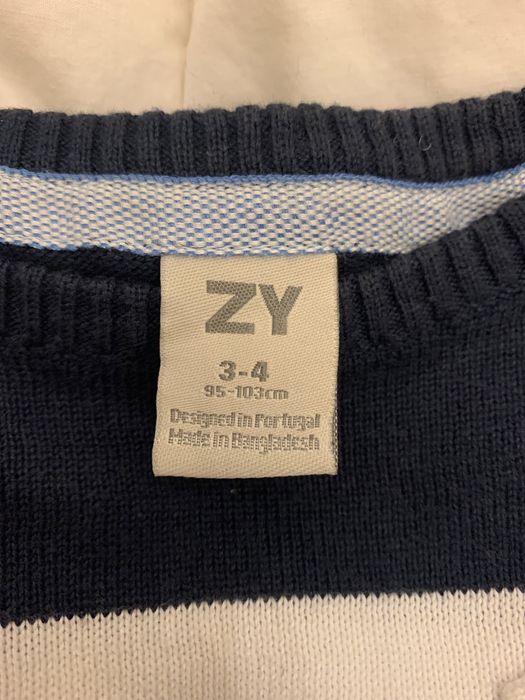 ZY
3-4
95-103cm
Designed in Portugal
Made in Bangladesh